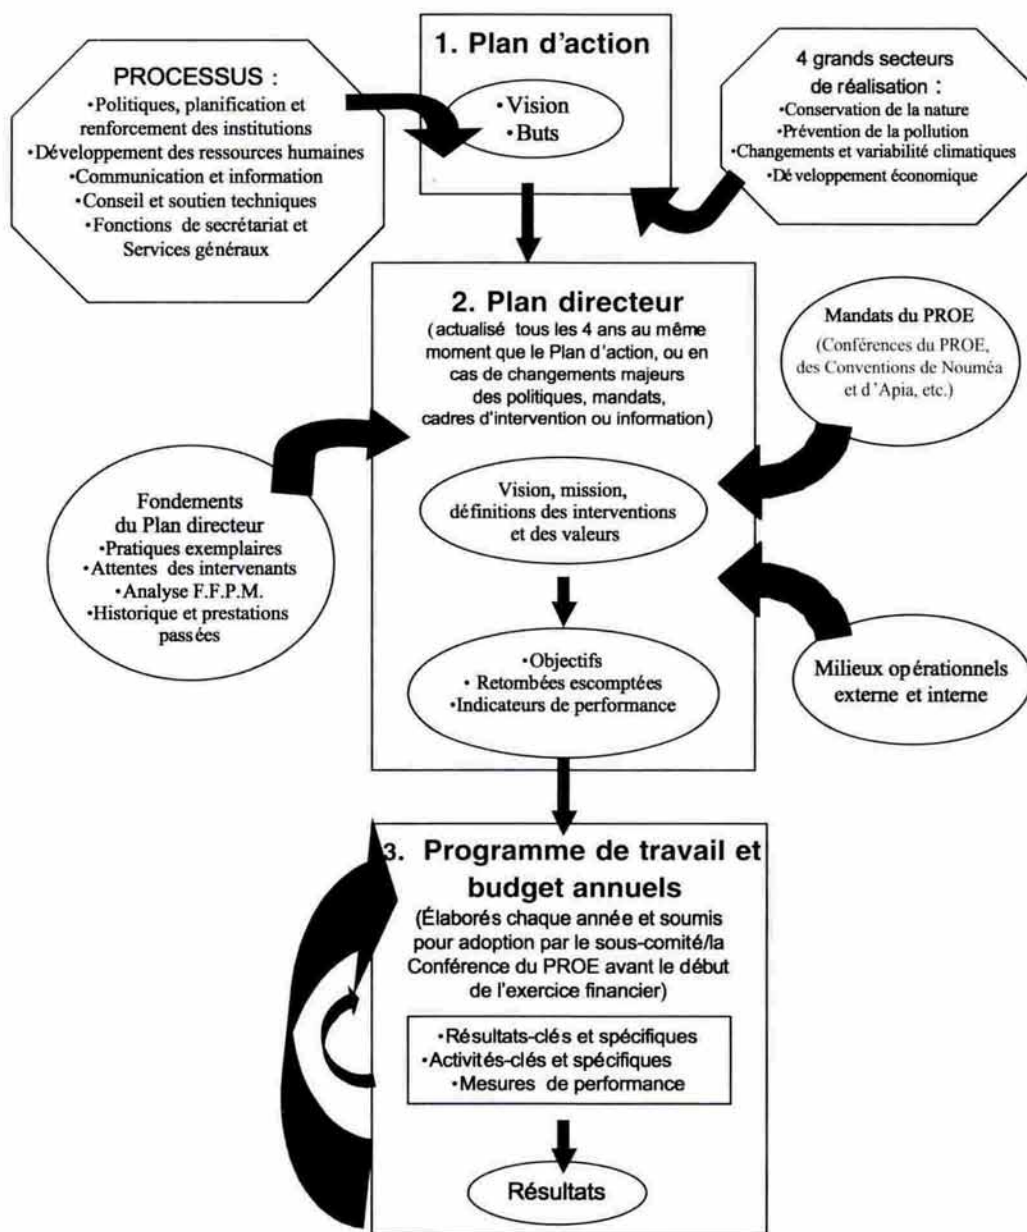 1. Plan d'action
•Vision
•Buts
PROCESSUS :
•Politiques, planification et
renforcement des institutions
•Développement des ressources humaines
•Communication et information
•Conseil et soutien techniques
•Fonctions de secrétariat et
Services généraux
4 grands secteurs
de réalisation :
•Conservation de la nature
•Prévention de la pollution
•Changements et variabilité climatiques
•Développement économique
2. Plan directeur
(actualisé tous les 4 ans au même
moment que le Plan d'action, ou en
cas de changements majeurs
des politiques, mandats,
cadres d'intervention ou information)
Vision, mission,
définitions des interventions
et des valeurs
•Objectifs
•Retombées escomptées
•Indicateurs de performance
Mandats du PROE
(Conférences du PROE,
des Conventions de Nouméa
et d'Apia, etc.)
Fondements
du Plan directeur
•Pratiques exemplaires
•Attentes des intervenants
•Analyse F.F.P.M.
•Historique et prestations
passées
Milieux opérationnels
externe et interne
3. Programme de travail et
budget annuels
(Élaborés chaque année et soumis
pour adoption par le sous-comité/la
Conférence du PROE avant le début
de l'exercice financier)
•Résultats-clés et spécifiques
•Activités-clés et spécifiques
•Mesures de performance
Résultats